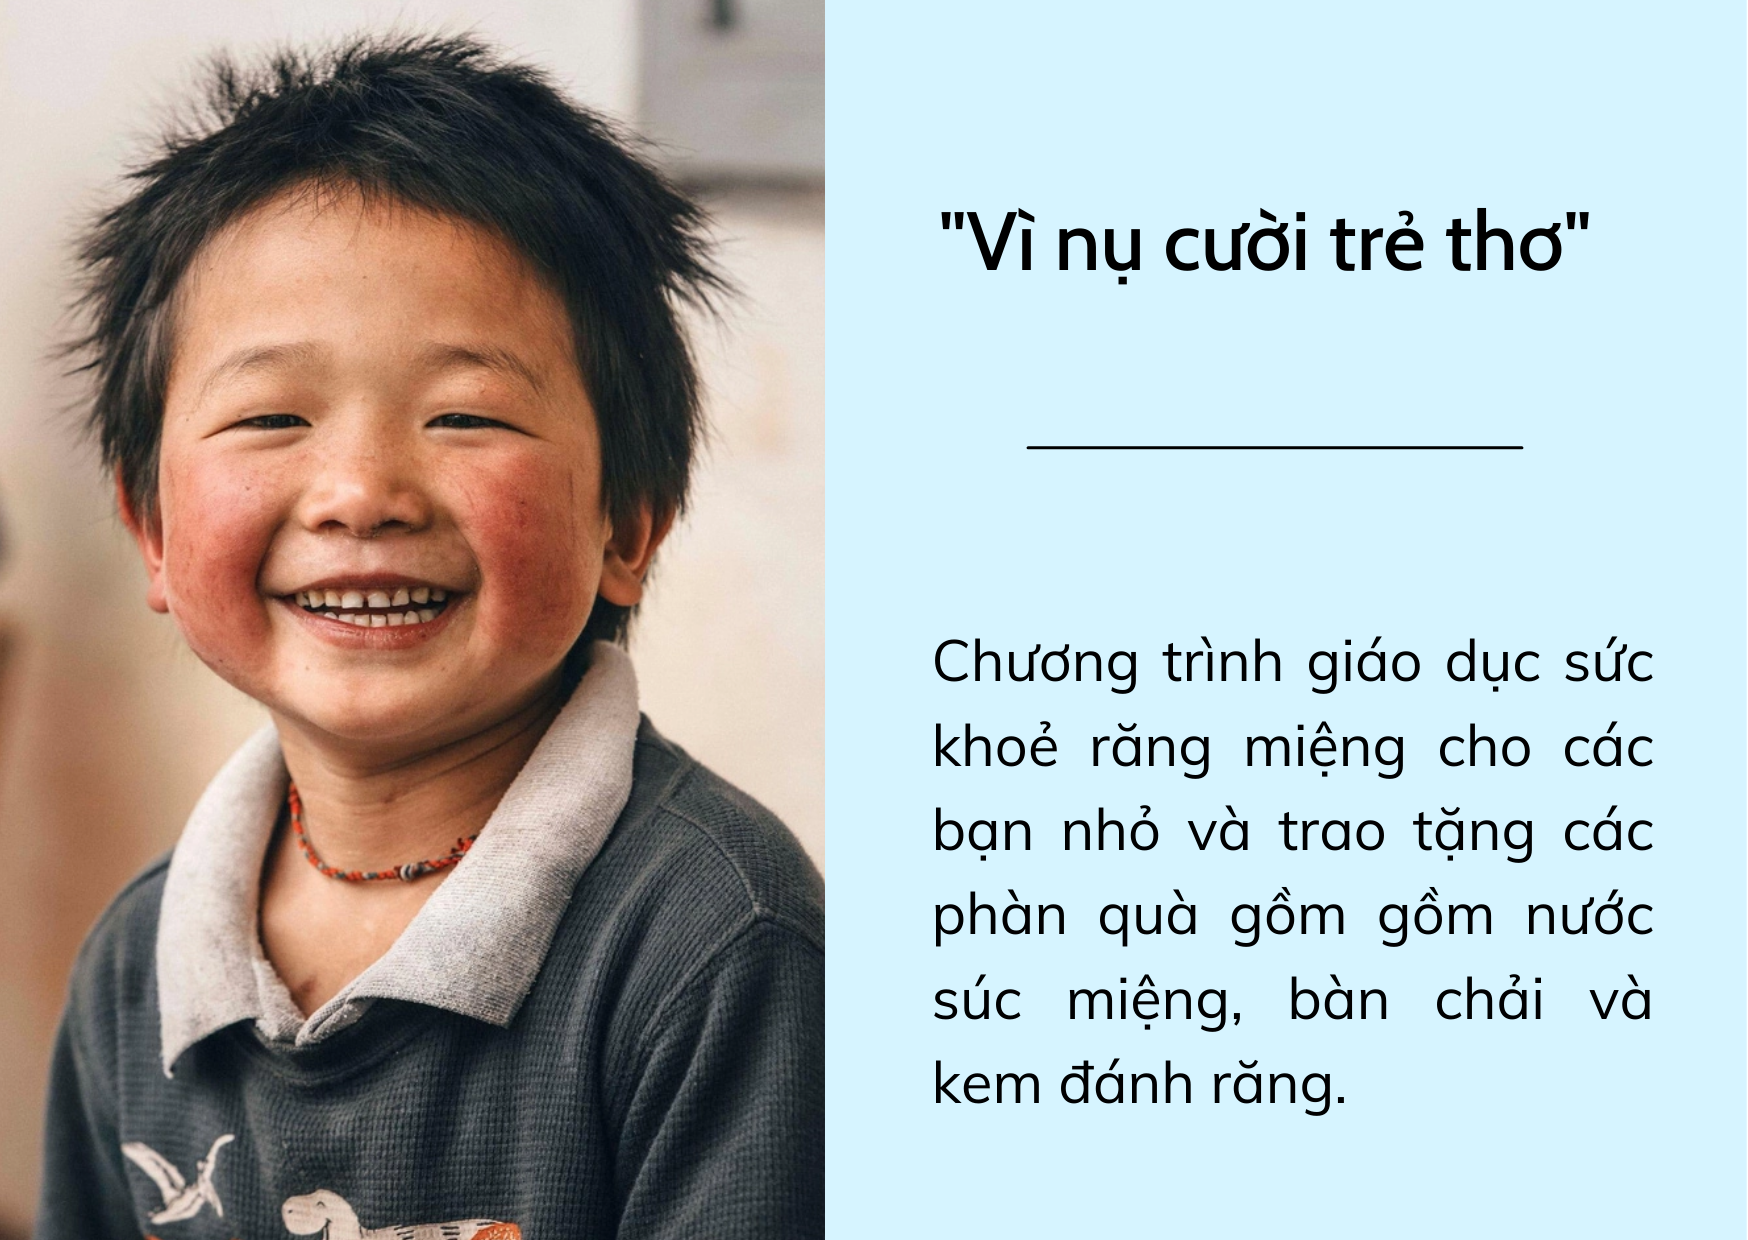 "Vì nụ cười trẻ thơ"
Chương trình giáo dục sức
khoẻ răng miệng cho các
bạn nhỏ và trao tặng các
phàn quà gồm gồm nước
súc miệng, bàn chải và
kem đánh răng.